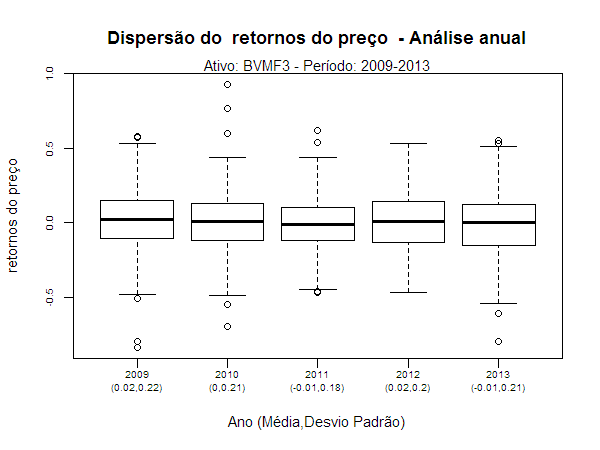 Dispersão do  retornos do preço  - Análise anual
Ativo: BVMF3 - Período: 2009-2013
1.0
0.5
0.0
-0.5
retornos do preço
2009 2010 2011 2012 2013
(0.02,0.22) (0,0.21) (-0.01,0.18) (0.02,0.2) (-0.01,0.21)
Ano (Média,Desvio Padrão)